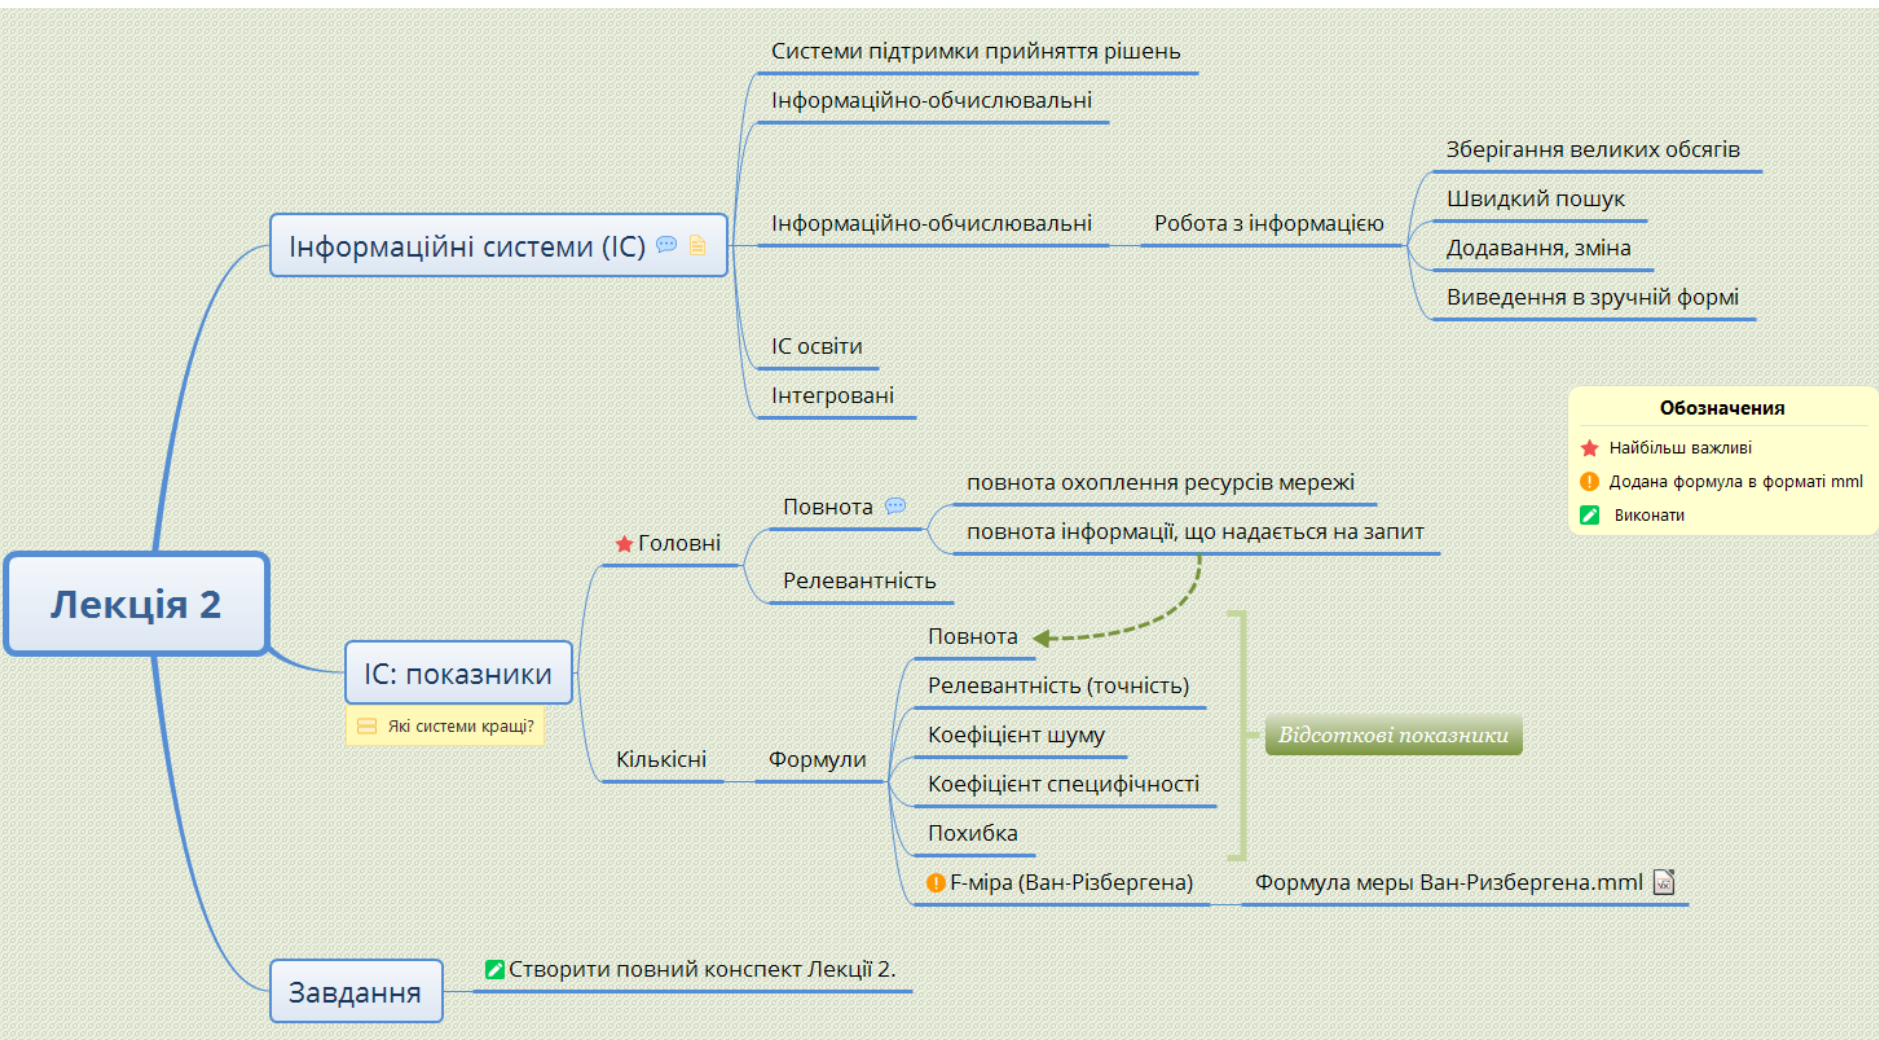 Системи підтримки прийняття рішень
Інформаційно-обчислювальні
Інформаційно-обчислювальні
Робота з інформацією
Зберігання великих обсягів
Швидкий пошук
Додавання, зміна
Виведення в зручній формі
Інформаційні системи (ІС)
ІС освіти
Інтегровані
Обозначения
Найбільш важливі
Додана формула в форматі mml
Виконати
Лекція 2
ІС: показники
Які системи кращі?
Головні
Повнота
повнота охоплення ресурсів мережі
повнота інформації, що надається на запит
Релевантність
Кількісні
Формули
Повнота
Релевантність (точність)
Коефіцієнт шуму
Коефіцієнт специфічності
Похибка
Відсоткові показники
F-міра (Ван-Різбергена)
Формула меры Ван-Ризбергена.mml
Завдання
Створити повний конспект Лекції 2.